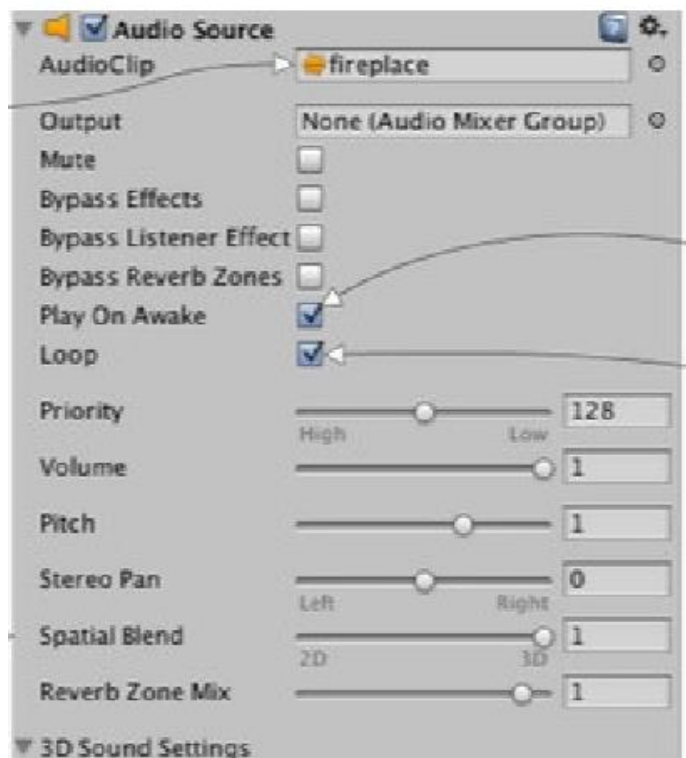 Audio Source
AudioClip fireplace
Output None (Audio Mixer Group)
Mute
Bypass Effects
Bypass Listener Effect
Bypass Reverb Zones
Play On Awake
Loop
Priority 128
High Low
Volume 1
Pitch 1
Stereo Pan 0
Left Right
Spatial Blend 1
2D 3D
Reverb Zone Mix 1
3D Sound Settings